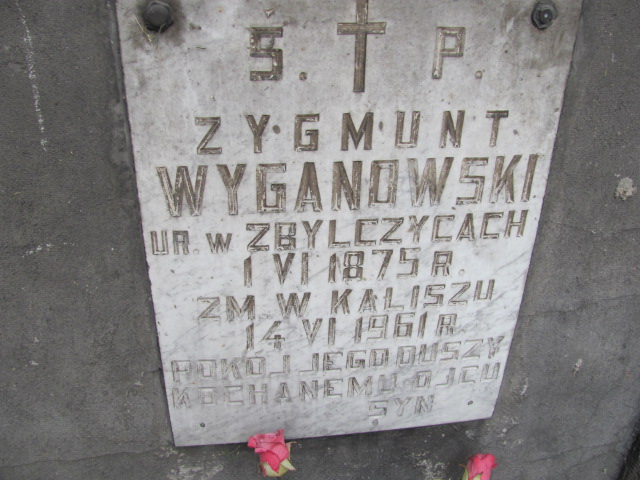 Ś. P.
ZYGMUNT
WYGANOWSKI
UR. W ZBYLCZYCACH
1 VI 1875 R.
ZM. W KALISZU
14 VI 1961 R
POKÓJ JEGO DUSZY
KOCHANEMU OJCU
SYN